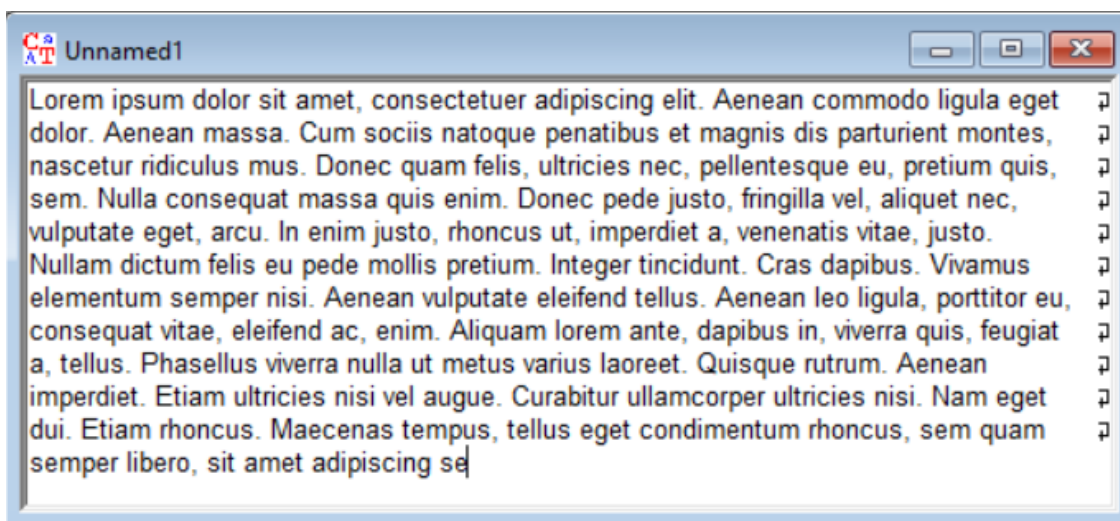 Unnamed1
Lorem ipsum dolor sit amet, consectetuer adipiscing elit. Aenean commodo ligula eget
dolor. Aenean massa. Cum sociis natoque penatibus et magnis dis parturient montes,
nascetur ridiculus mus. Donec quam felis, ultricies nec, pellentesque eu, pretium quis,
sem. Nulla consequat massa quis enim. Donec pede justo, fringilla vel, aliquet nec,
vulputate eget, arcu. In enim justo, rhoncus ut, imperdiet a, venenatis vitae, justo.
Nullam dictum felis eu pede mollis pretium. Integer tincidunt. Cras dapibus. Vivamus
elementum semper nisi. Aenean vulputate eleifend tellus. Aenean leo ligula, porttitor eu,
consequat vitae, eleifend ac, enim. Aliquam lorem ante, dapibus in, viverra quis, feugiat
a, tellus. Phasellus viverra nulla ut metus varius laoreet. Quisque rutrum. Aenean
imperdiet. Etiam ultricies nisi vel augue. Curabitur ullamcorper ultricies nisi. Nam eget
dui. Etiam rhoncus. Maecenas tempus, tellus eget condimentum rhoncus, sem quam
semper libero, sit amet adipiscing se